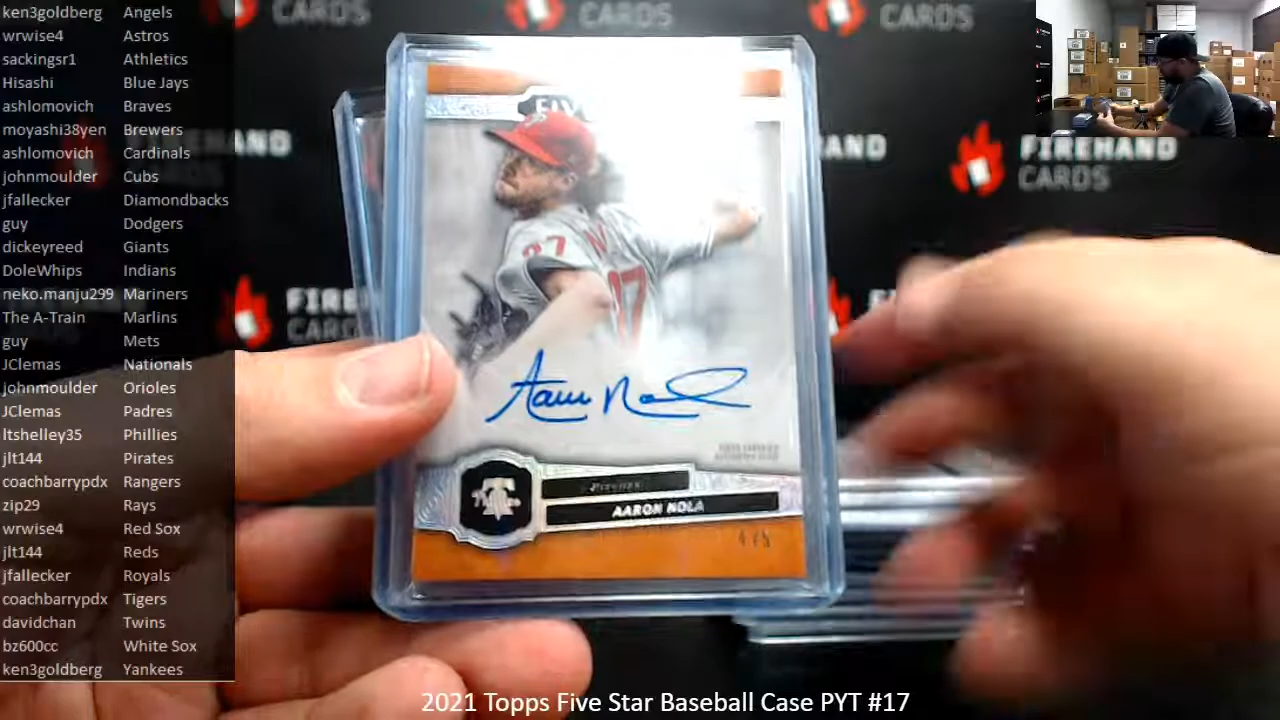 ken3goldberg Angels
wrwise4 Astros
sackingsr1 Athletics
Hisashi Blue Jays
ashlomovich Braves
moyashi38yen Brewers
ashlomovich Cardinals
johnmoulder Cubs
jfallecker Diamondbacks
guy Dodgers
dickeyreed Giants
DoleWhips Indians
neko.manju299 Mariners
The A-Train Marlins
guy Mets
JClemas Nationals
johnmoulder Orioles
JClemas Padres
ltshelley35 Phillies
jlt144 Pirates
coachbarrypdx Rangers
zip29 Rays
wrwise4 Red Sox
jlt144 Reds
jfallecker Royals
coachbarrypdx Tigers
davidchan Twins
bz600cc White Sox
ken3goldberg Yankees
CARDS
CARDS
CARDS
FIREHAND
CARDS
Aaron Nola
Phillies
PITCHER
AARON NOLA
4/5
2021 Topps Five Star Baseball Case PYT #17